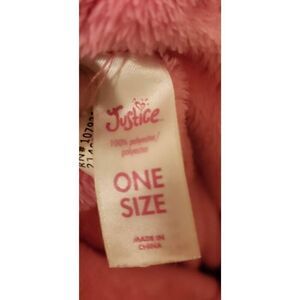 Justice
100% polyester/
polyester
ONE
SIZE
MADE IN
CHINA